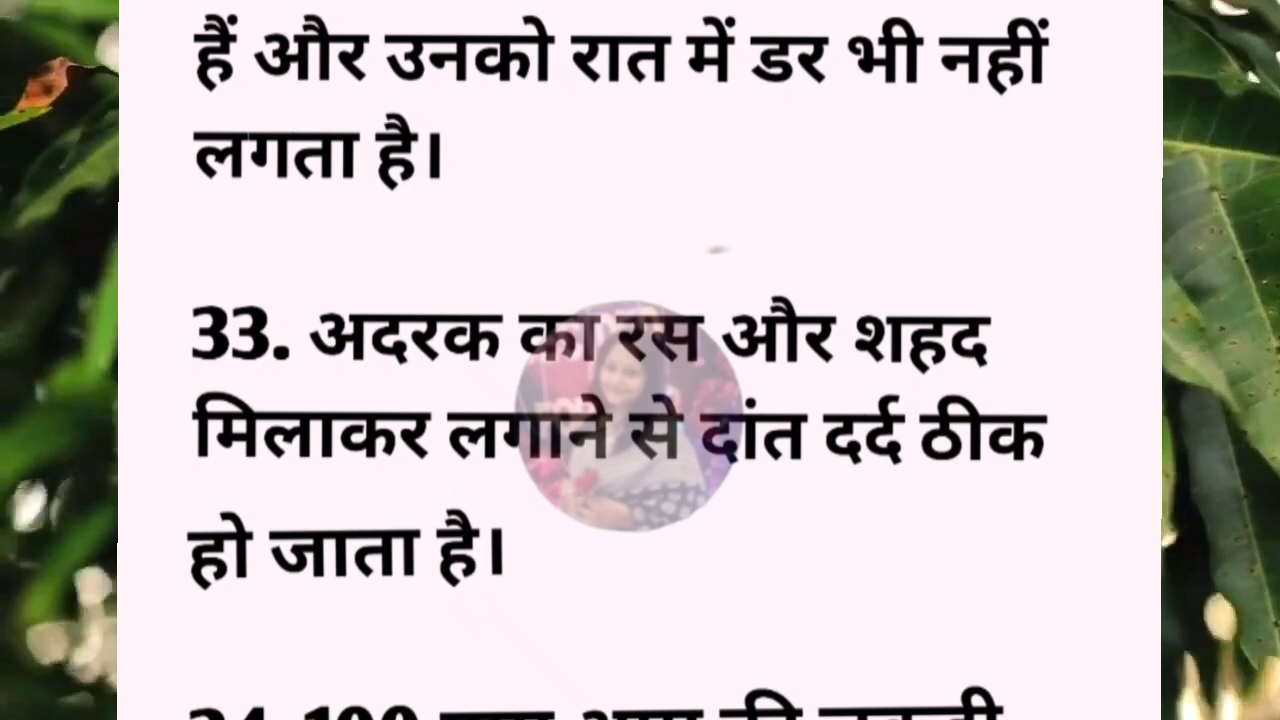 हैं और उनको रात में डर भी नहीं
लगता है।
33. अदरक का रस और शहद
मिलाकर लगाने से दांत दर्द ठीक
हो जाता है।